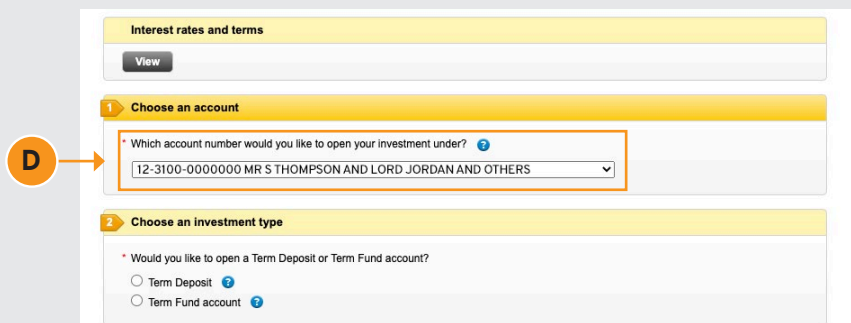 Interest rates and terms
View
1 Choose an account
* Which account number would you like to open your investment under? ?
D
12-3100-0000000 MR S THOMPSON AND LORD JORDAN AND OTHERS
2 Choose an investment type
* Would you like to open a Term Deposit or Term Fund account?
Term Deposit ?
Term Fund account ?